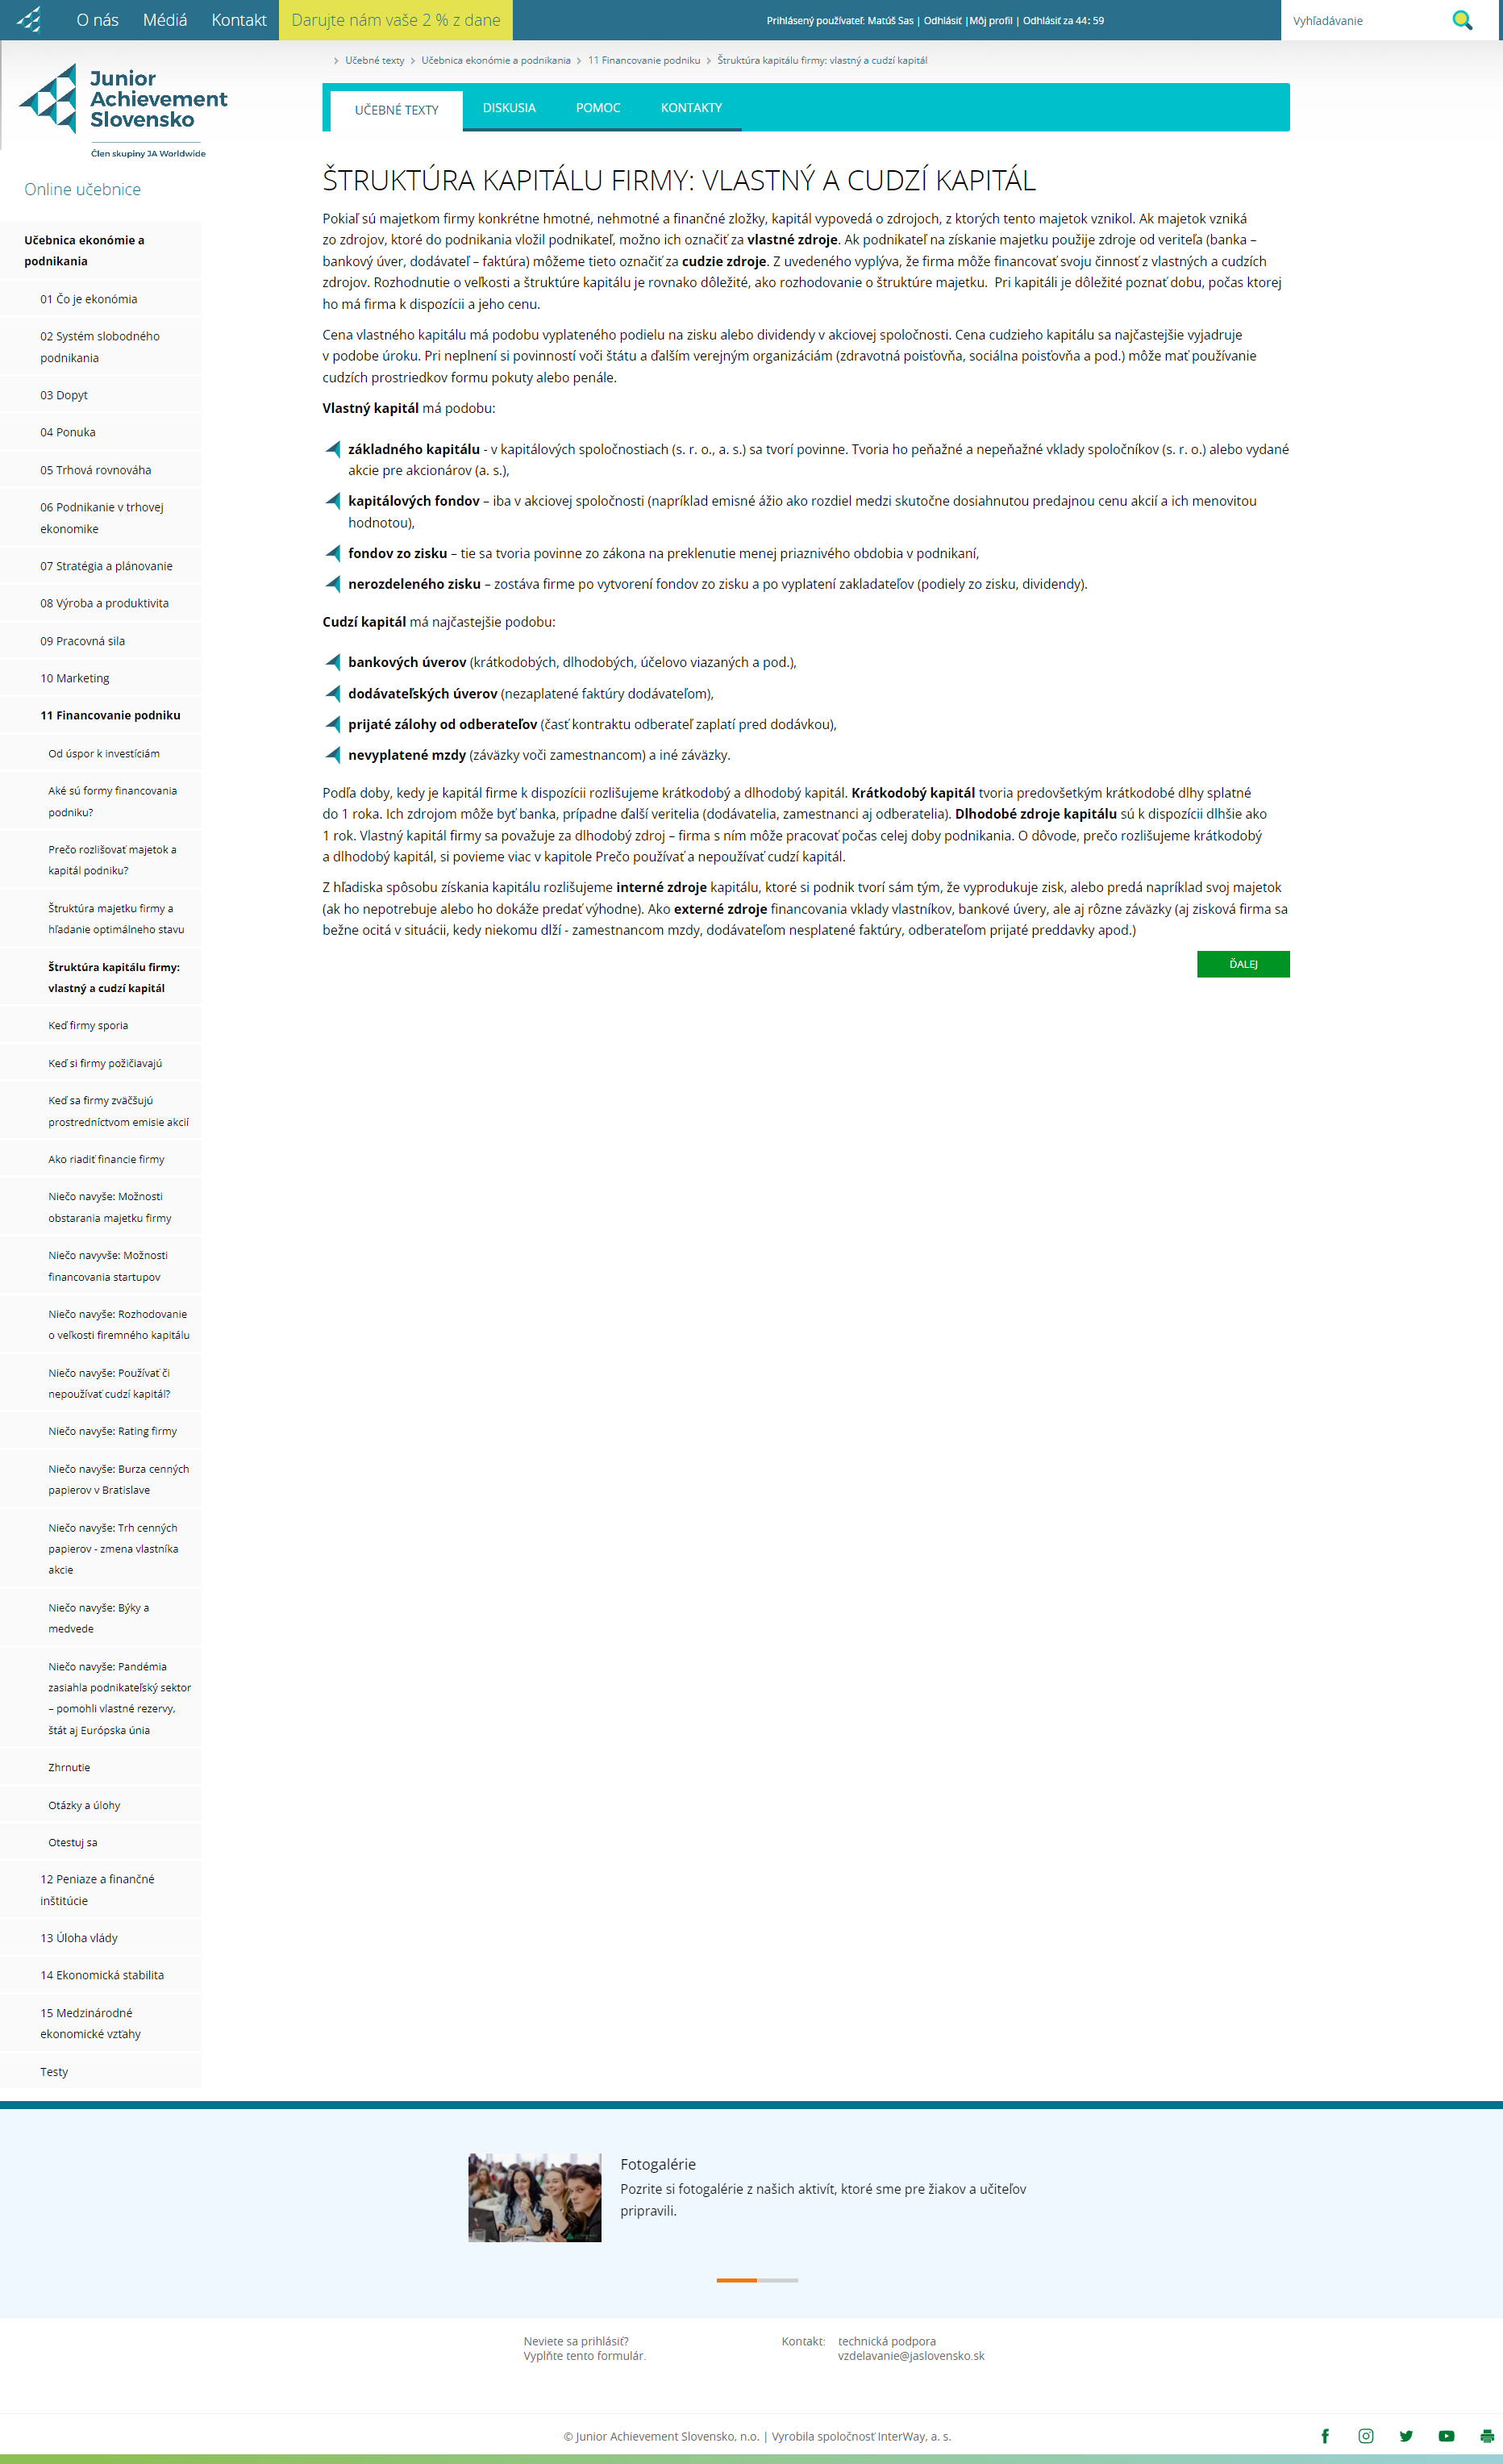 O nás Médiá Kontakt Darujte nám vaše 2 % z dane Prihlásený používateľ: Matúš Sas | Odhlásiť |Môj profil | Odhlásiť za 44: 59 Vyhľadávanie
Učebné texty Učebnica ekonómie a podnikania 11 Financovanie podniku Štruktúra kapitálu firmy: vlastný a cudzí kapitál
Junior
Achievement
Slovensko
Člen skupiny JA Worldwide
UČEBNÉ TEXTY DISKUSIA POMOC KONTAKTY
Online učebnice
Učebnica ekonómie a
podnikania
01 Čo je ekonómia
02 Systém slobodného
podnikania
03 Dopyt
04 Ponuka
05 Trhová rovnováha
06 Podnikanie v trhovej
ekonomike
07 Stratégia a plánovanie
08 Výroba a produktivita
09 Pracovná sila
10 Marketing
11 Financovanie podniku
Od úspor k investíciám
Aké sú formy financovania
podniku?
Prečo rozlišovať majetok a
kapitál podniku?
Štruktúra majetku firmy a
hľadanie optimálneho stavu
Štruktúra kapitálu firmy:
vlastný a cudzí kapitál
Keď firmy sporia
Keď si firmy požičiavajú
Keď sa firmy zväčšujú
prostredníctvom emisie akcií
Ako riadiť financie firmy
Niečo navyše: Možnosti
obstarania majetku firmy
Niečo navyvše: Možnosti
financovania startupov
Niečo navyše: Rozhodovanie
o veľkosti firemného kapitálu
Niečo navyše: Používať či
nepoužívať cudzí kapitál?
Niečo navyše: Rating firmy
Niečo navyše: Burza cenných
papierov v Bratislave
Niečo navyše: Trh cenných
papierov - zmena vlastníka
akcie
Niečo navyše: Býky a
medvede
Niečo navyše: Pandémia
zasiahla podnikateľský sektor
– pomohli vlastné rezervy,
štát aj Európska únia
Zhrnutie
Otázky a úlohy
Otestuj sa
12 Peniaze a finančné
inštitúcie
13 Úloha vlády
14 Ekonomická stabilita
15 Medzinárodné
ekonomické vzťahy
Testy
ŠTRUKTÚRA KAPITÁLU FIRMY: VLASTNÝ A CUDZÍ KAPITÁL
Pokiaľ sú majetkom firmy konkrétne hmotné, nehmotné a finančné zložky, kapitál vypovedá o zdrojoch, z ktorých tento majetok vznikol. Ak majetok vzniká
zo zdrojov, ktoré do podnikania vložil podnikateľ, možno ich označiť za vlastné zdroje. Ak podnikateľ na získanie majetku použije zdroje od veriteľa (banka –
bankový úver, dodávateľ – faktúra) môžeme tieto označiť za cudzie zdroje. Z uvedeného vyplýva, že firma môže financovať svoju činnosť z vlastných a cudzích
zdrojov. Rozhodnutie o veľkosti a štruktúre kapitálu je rovnako dôležité, ako rozhodovanie o štruktúre majetku. Pri kapitáli je dôležité poznať dobu, počas ktorej
ho má firma k dispozícii a jeho cenu.
Cena vlastného kapitálu má podobu vyplateného podielu na zisku alebo dividendy v akciovej spoločnosti. Cena cudzieho kapitálu sa najčastejšie vyjadruje
v podobe úroku. Pri neplnení si povinností voči štátu a ďalším verejným organizáciám (zdravotná poisťovňa, sociálna poisťovňa a pod.) môže mať používanie
cudzích prostriedkov formu pokuty alebo penále.
Vlastný kapitál má podobu:
základného kapitálu - v kapitálových spoločnostiach (s. r. o., a. s.) sa tvorí povinne. Tvoria ho peňažné a nepeňažné vklady spoločníkov (s. r. o.) alebo vydané
akcie pre akcionárov (a. s.),
kapitálových fondov – iba v akciovej spoločnosti (napríklad emisné ážio ako rozdiel medzi skutočne dosiahnutou predajnou cenu akcií a ich menovitou
hodnotou),
fondov zo zisku – tie sa tvoria povinne zo zákona na preklenutie menej priaznivého obdobia v podnikaní,
nerozdeleného zisku – zostáva firme po vytvorení fondov zo zisku a po vyplatení zakladateľov (podiely zo zisku, dividendy).
Cudzí kapitál má najčastejšie podobu:
bankových úverov (krátkodobých, dlhodobých, účelovo viazaných a pod.),
dodávateľských úverov (nezaplatené faktúry dodávateľom),
prijaté zálohy od odberateľov (časť kontraktu odberateľ zaplatí pred dodávkou),
nevyplatené mzdy (záväzky voči zamestnancom) a iné záväzky.
Podľa doby, kedy je kapitál firme k dispozícii rozlišujeme krátkodobý a dlhodobý kapitál. Krátkodobý kapitál tvoria predovšetkým krátkodobé dlhy splatné
do 1 roka. Ich zdrojom môže byť banka, prípadne ďalší veritelia (dodávatelia, zamestnanci aj odberatelia). Dlhodobé zdroje kapitálu sú k dispozícii dlhšie ako
1 rok. Vlastný kapitál firmy sa považuje za dlhodobý zdroj – firma s ním môže pracovať počas celej doby podnikania. O dôvode, prečo rozlišujeme krátkodobý
a dlhodobý kapitál, si povieme viac v kapitole Prečo používať a nepoužívať cudzí kapitál.
Z hľadiska spôsobu získania kapitálu rozlišujeme interné zdroje kapitálu, ktoré si podnik tvorí sám tým, že vyprodukuje zisk, alebo predá napríklad svoj majetok
(ak ho nepotrebuje alebo ho dokáže predať výhodne). Ako externé zdroje financovania vklady vlastníkov, bankové úvery, ale aj rôzne záväzky (aj zisková firma sa
bežne ocitá v situácii, kedy niekomu dlží - zamestnancom mzdy, dodávateľom nesplatené faktúry, odberateľom prijaté preddavky apod.)
ĎALEJ
Fotogalérie
Pozrite si fotogalérie z našich aktivít, ktoré sme pre žiakov a učiteľov
pripravili.
Neviete sa prihlásiť?
Vyplňte tento formulár.
Kontakt: technická podpora
vzdelavanie@jaslovensko.sk
© Junior Achievement Slovensko, n.o. | Vyrobila spoločnosť InterWay, a. s.